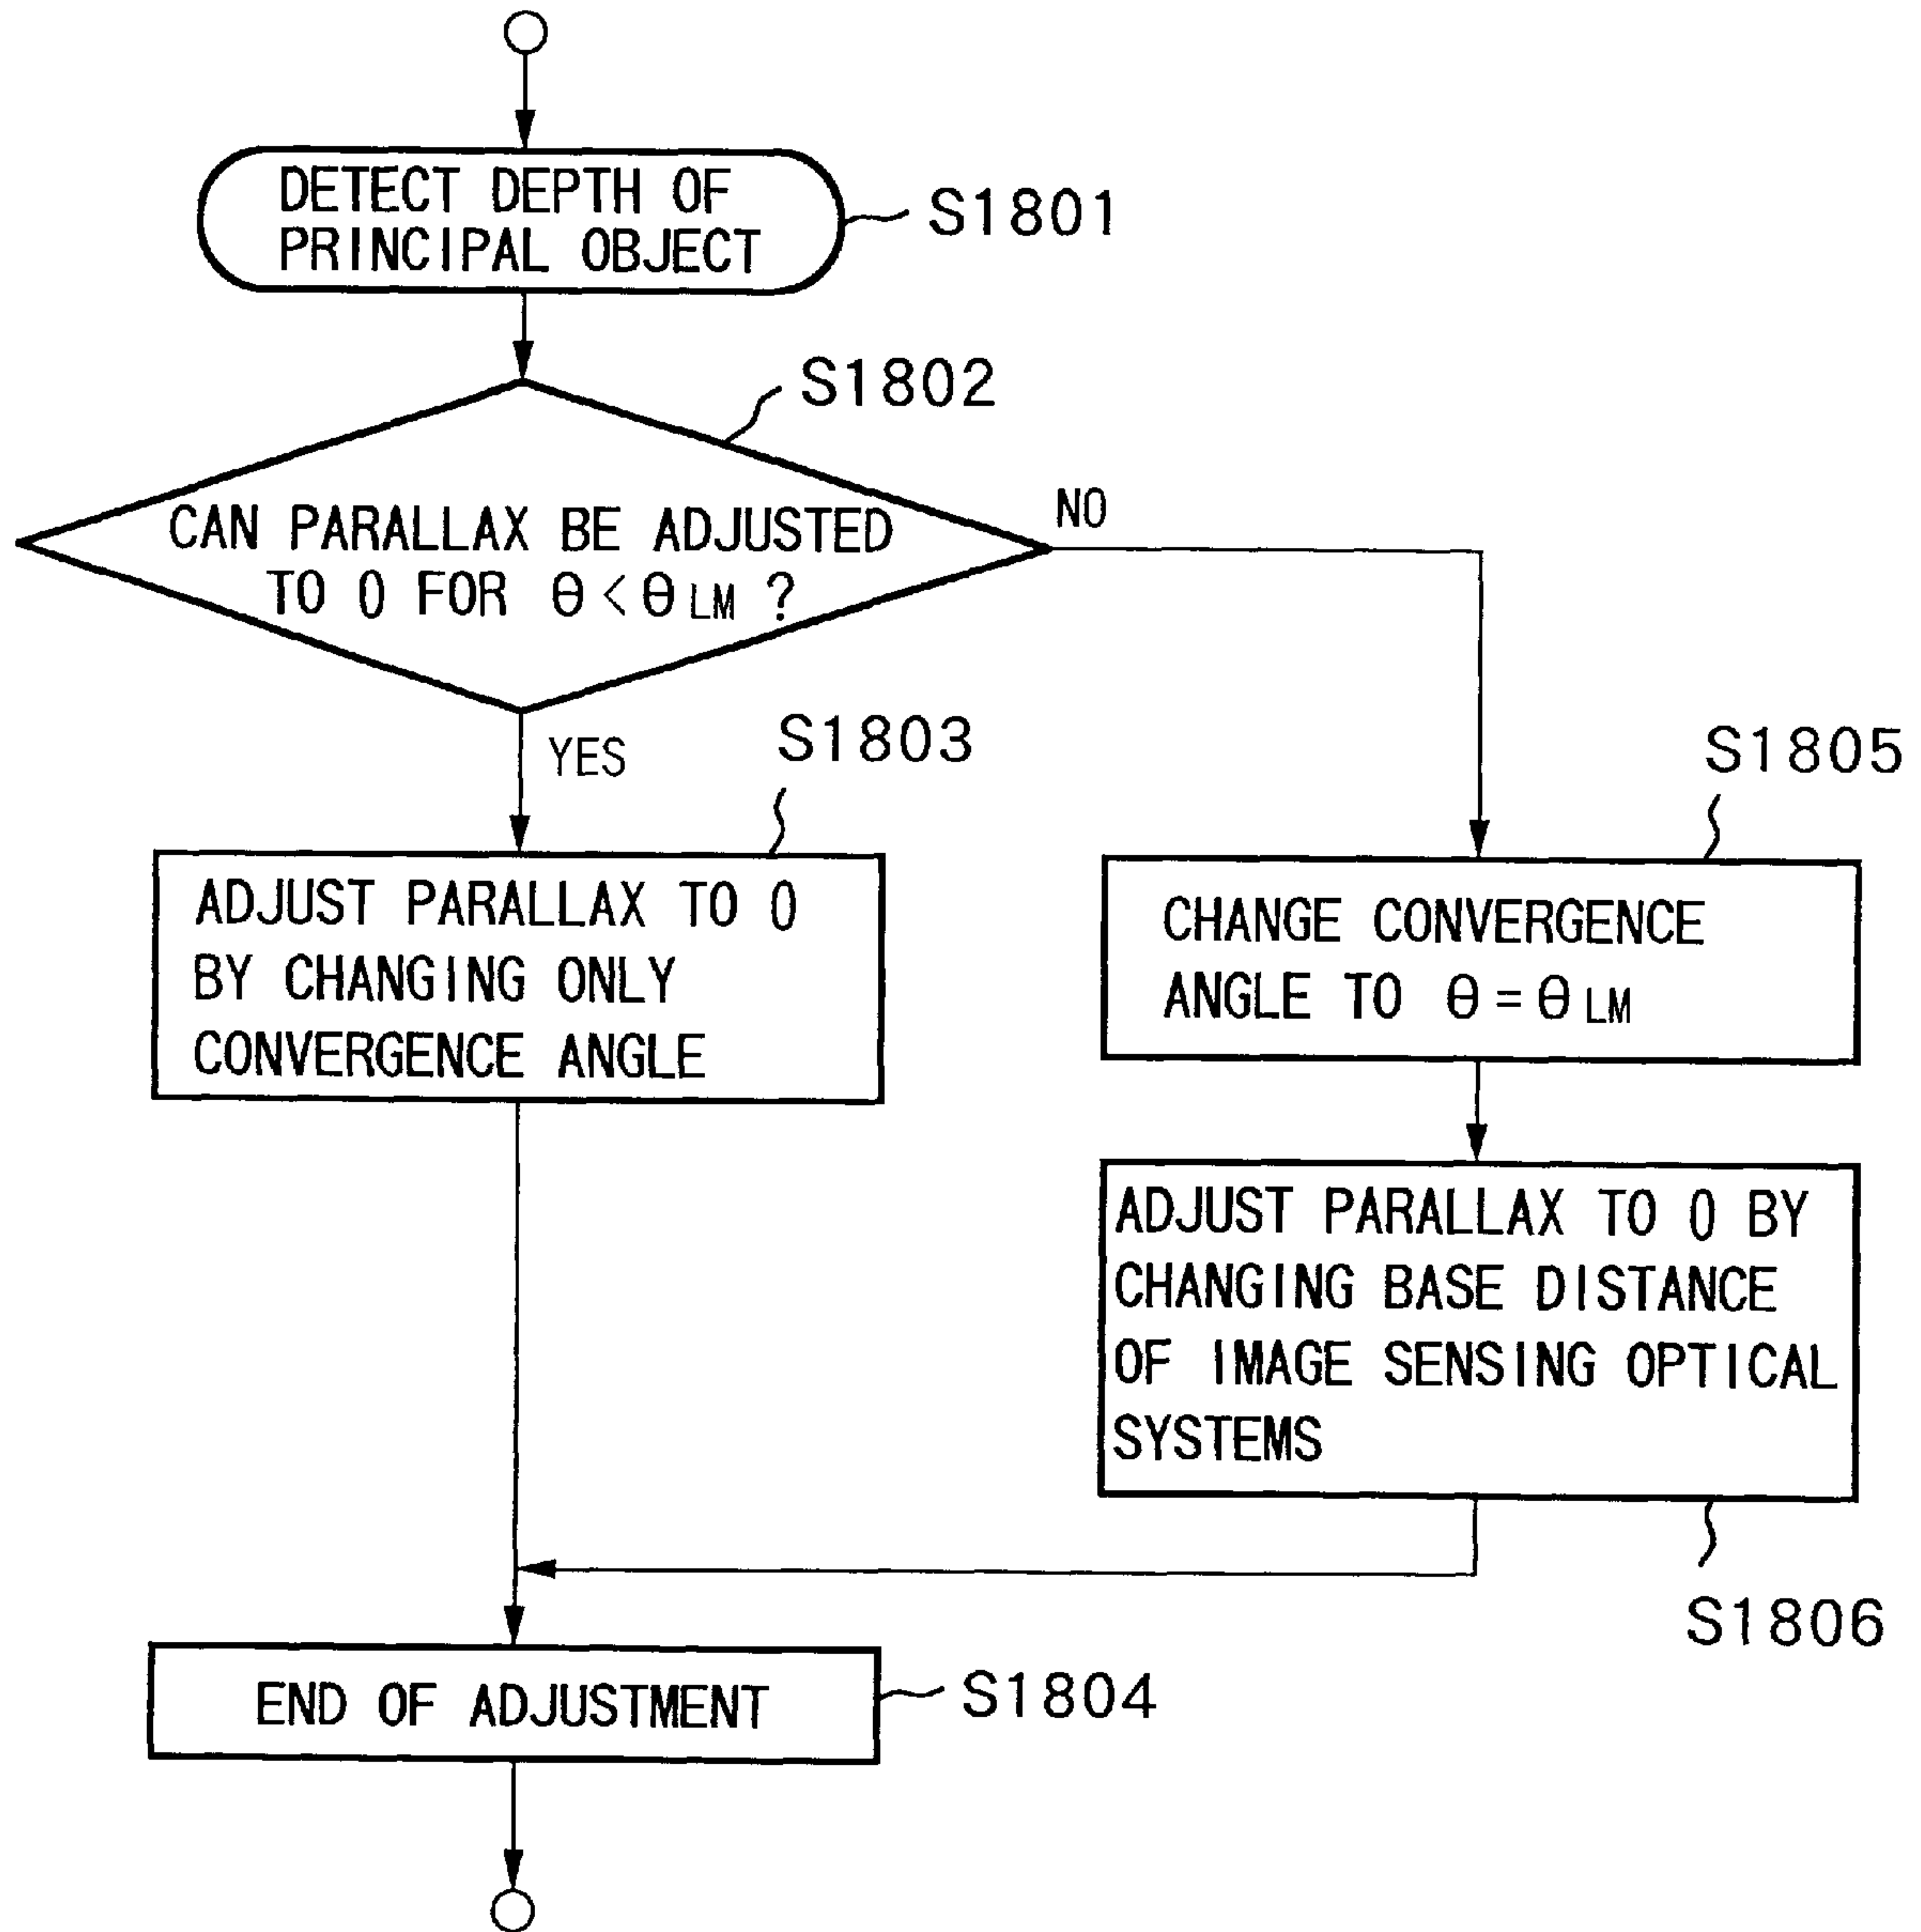 DETECT DEPTH OF
PRINCIPAL OBJECT
S1801
S1802
CAN PARALLAX BE ADJUSTED
TO 0 FOR θ < θLM ?
NO
YES
S1803
ADJUST PARALLAX TO 0
BY CHANGING ONLY
CONVERGENCE ANGLE
S1805
CHANGE CONVERGENCE
ANGLE TO θ = θLM
ADJUST PARALLAX TO 0 BY
CHANGING BASE DISTANCE
OF IMAGE SENSING OPTICAL
SYSTEMS
S1806
END OF ADJUSTMENT
S1804